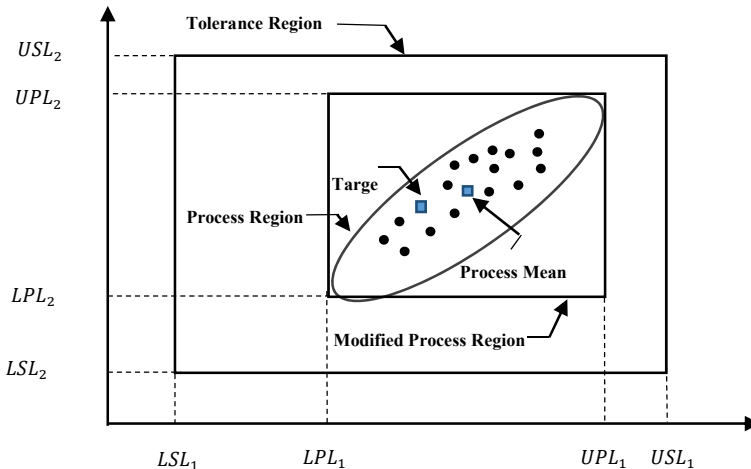 Tolerance Region
USL₂
UPL₂
Targe
Process Region
Process Mean
LPL₂
Modified Process Region
LSL₂
LSL₁
LPL₁
UPL₁
USL₁